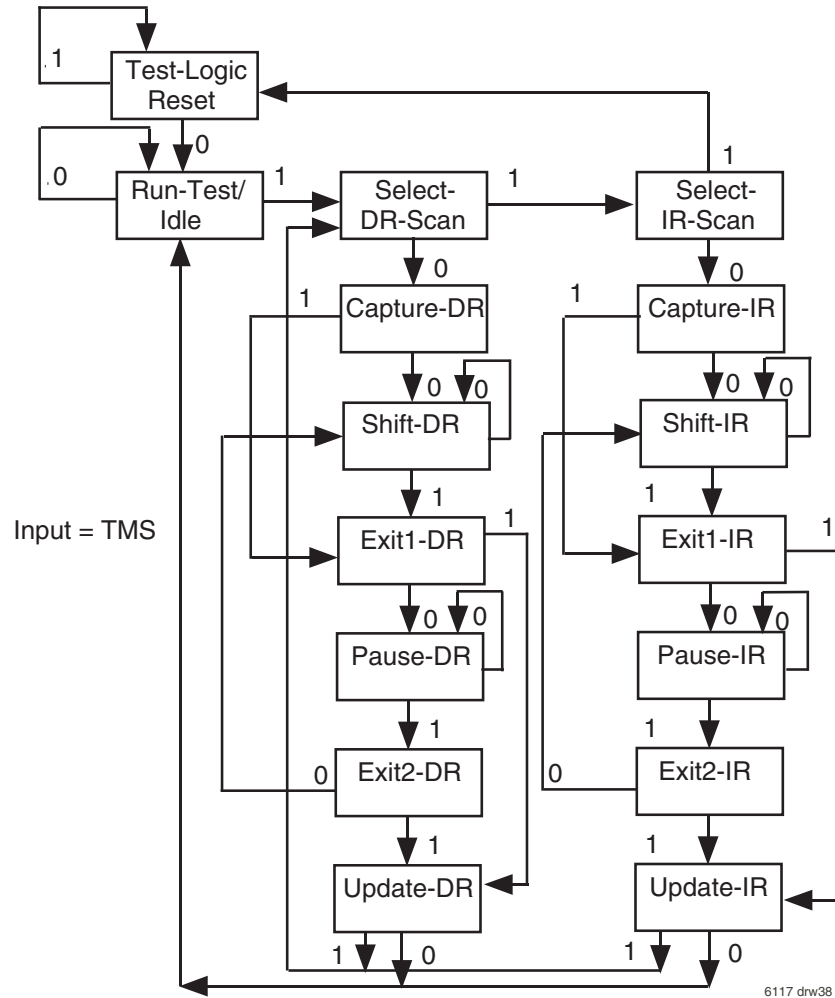 .1
Test-Logic
Reset
0
1
.0
Run-Test/
Idle
1
Select-
DR-Scan
1
Select-
IR-Scan
0
0
1
Capture-DR
1
Capture-IR
0
0
0
0
Shift-DR
Shift-IR
1
1
Input = TMS
Exit1-DR
1
Exit1-IR
1
0
0
0
0
Pause-DR
Pause-IR
1
1
0
Exit2-DR
0
Exit2-IR
1
1
Update-DR
Update-IR
1
0
1
0
6117 drw38